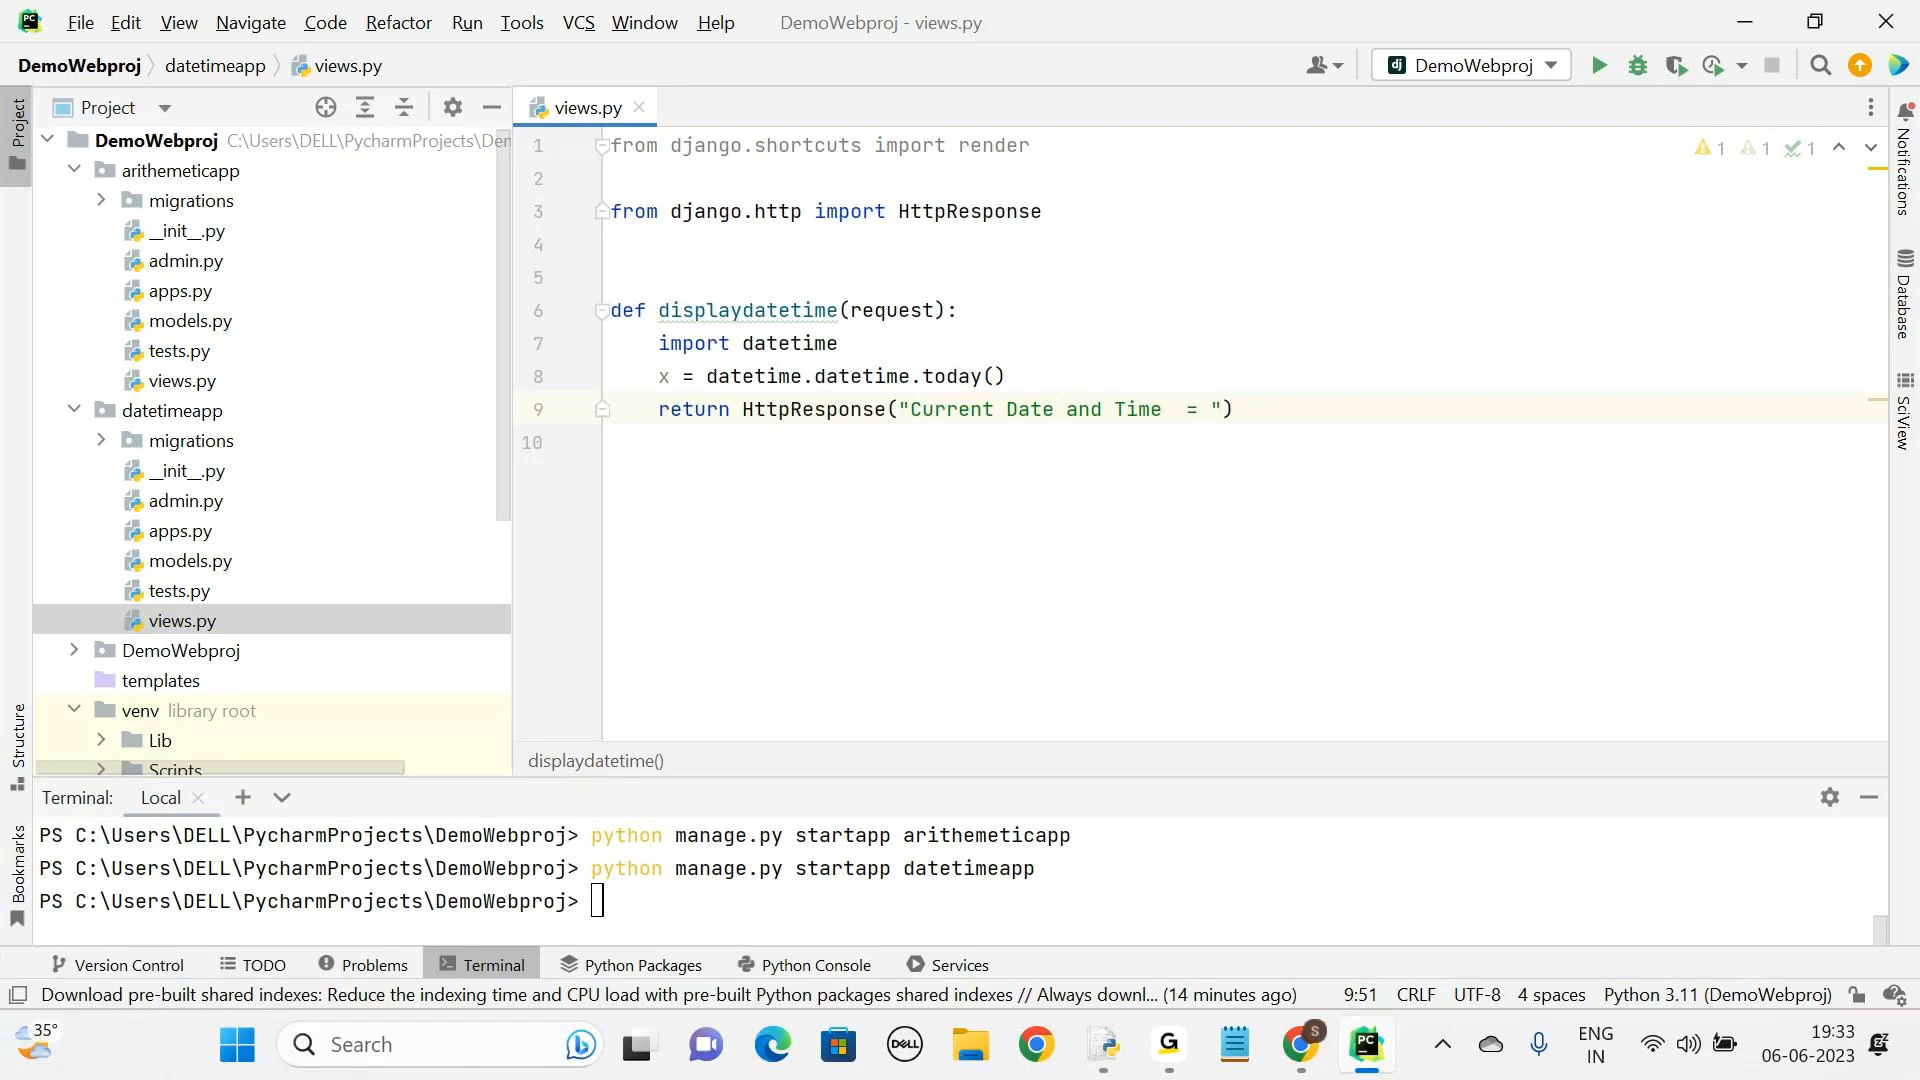 File Edit View Navigate Code Refactor Run Tools VCS Window Help DemoWebproj - views.py
DemoWebproj datetimeapp views.py
DemoWebproj
Project
DemoWebproj C:\Users\DELL\PycharmProjects\Der
arithemeticapp
migrations
__init__.py
admin.py
apps.py
models.py
tests.py
views.py
datetimeapp
migrations
__init__.py
admin.py
apps.py
models.py
tests.py
views.py
DemoWebproj
templates
venv library root
Lib
Scripts
Project
Structure
Bookmarks
views.py
1 from django.shortcuts import render
2
3 from django.http import HttpResponse
4
5
6 def displaydatetime(request):
7 import datetime
8 x = datetime.datetime.today()
9 return HttpResponse("Current Date and Time  = ")
10
1 1 1
displaydatetime()
Notifications
Database
SciView
Terminal: Local
PS C:\Users\DELL\PycharmProjects\DemoWebproj> python manage.py startapp arithemeticapp
PS C:\Users\DELL\PycharmProjects\DemoWebproj> python manage.py startapp datetimeapp
PS C:\Users\DELL\PycharmProjects\DemoWebproj>
Version Control TODO Problems Terminal Python Packages Python Console Services
Download pre-built shared indexes: Reduce the indexing time and CPU load with pre-built Python packages shared indexes // Always downl... (14 minutes ago) 9:51 CRLF UTF-8 4 spaces Python 3.11 (DemoWebproj)
35°
Search
DELL
G
S
PC
ENG
IN
19:33
06-06-2023